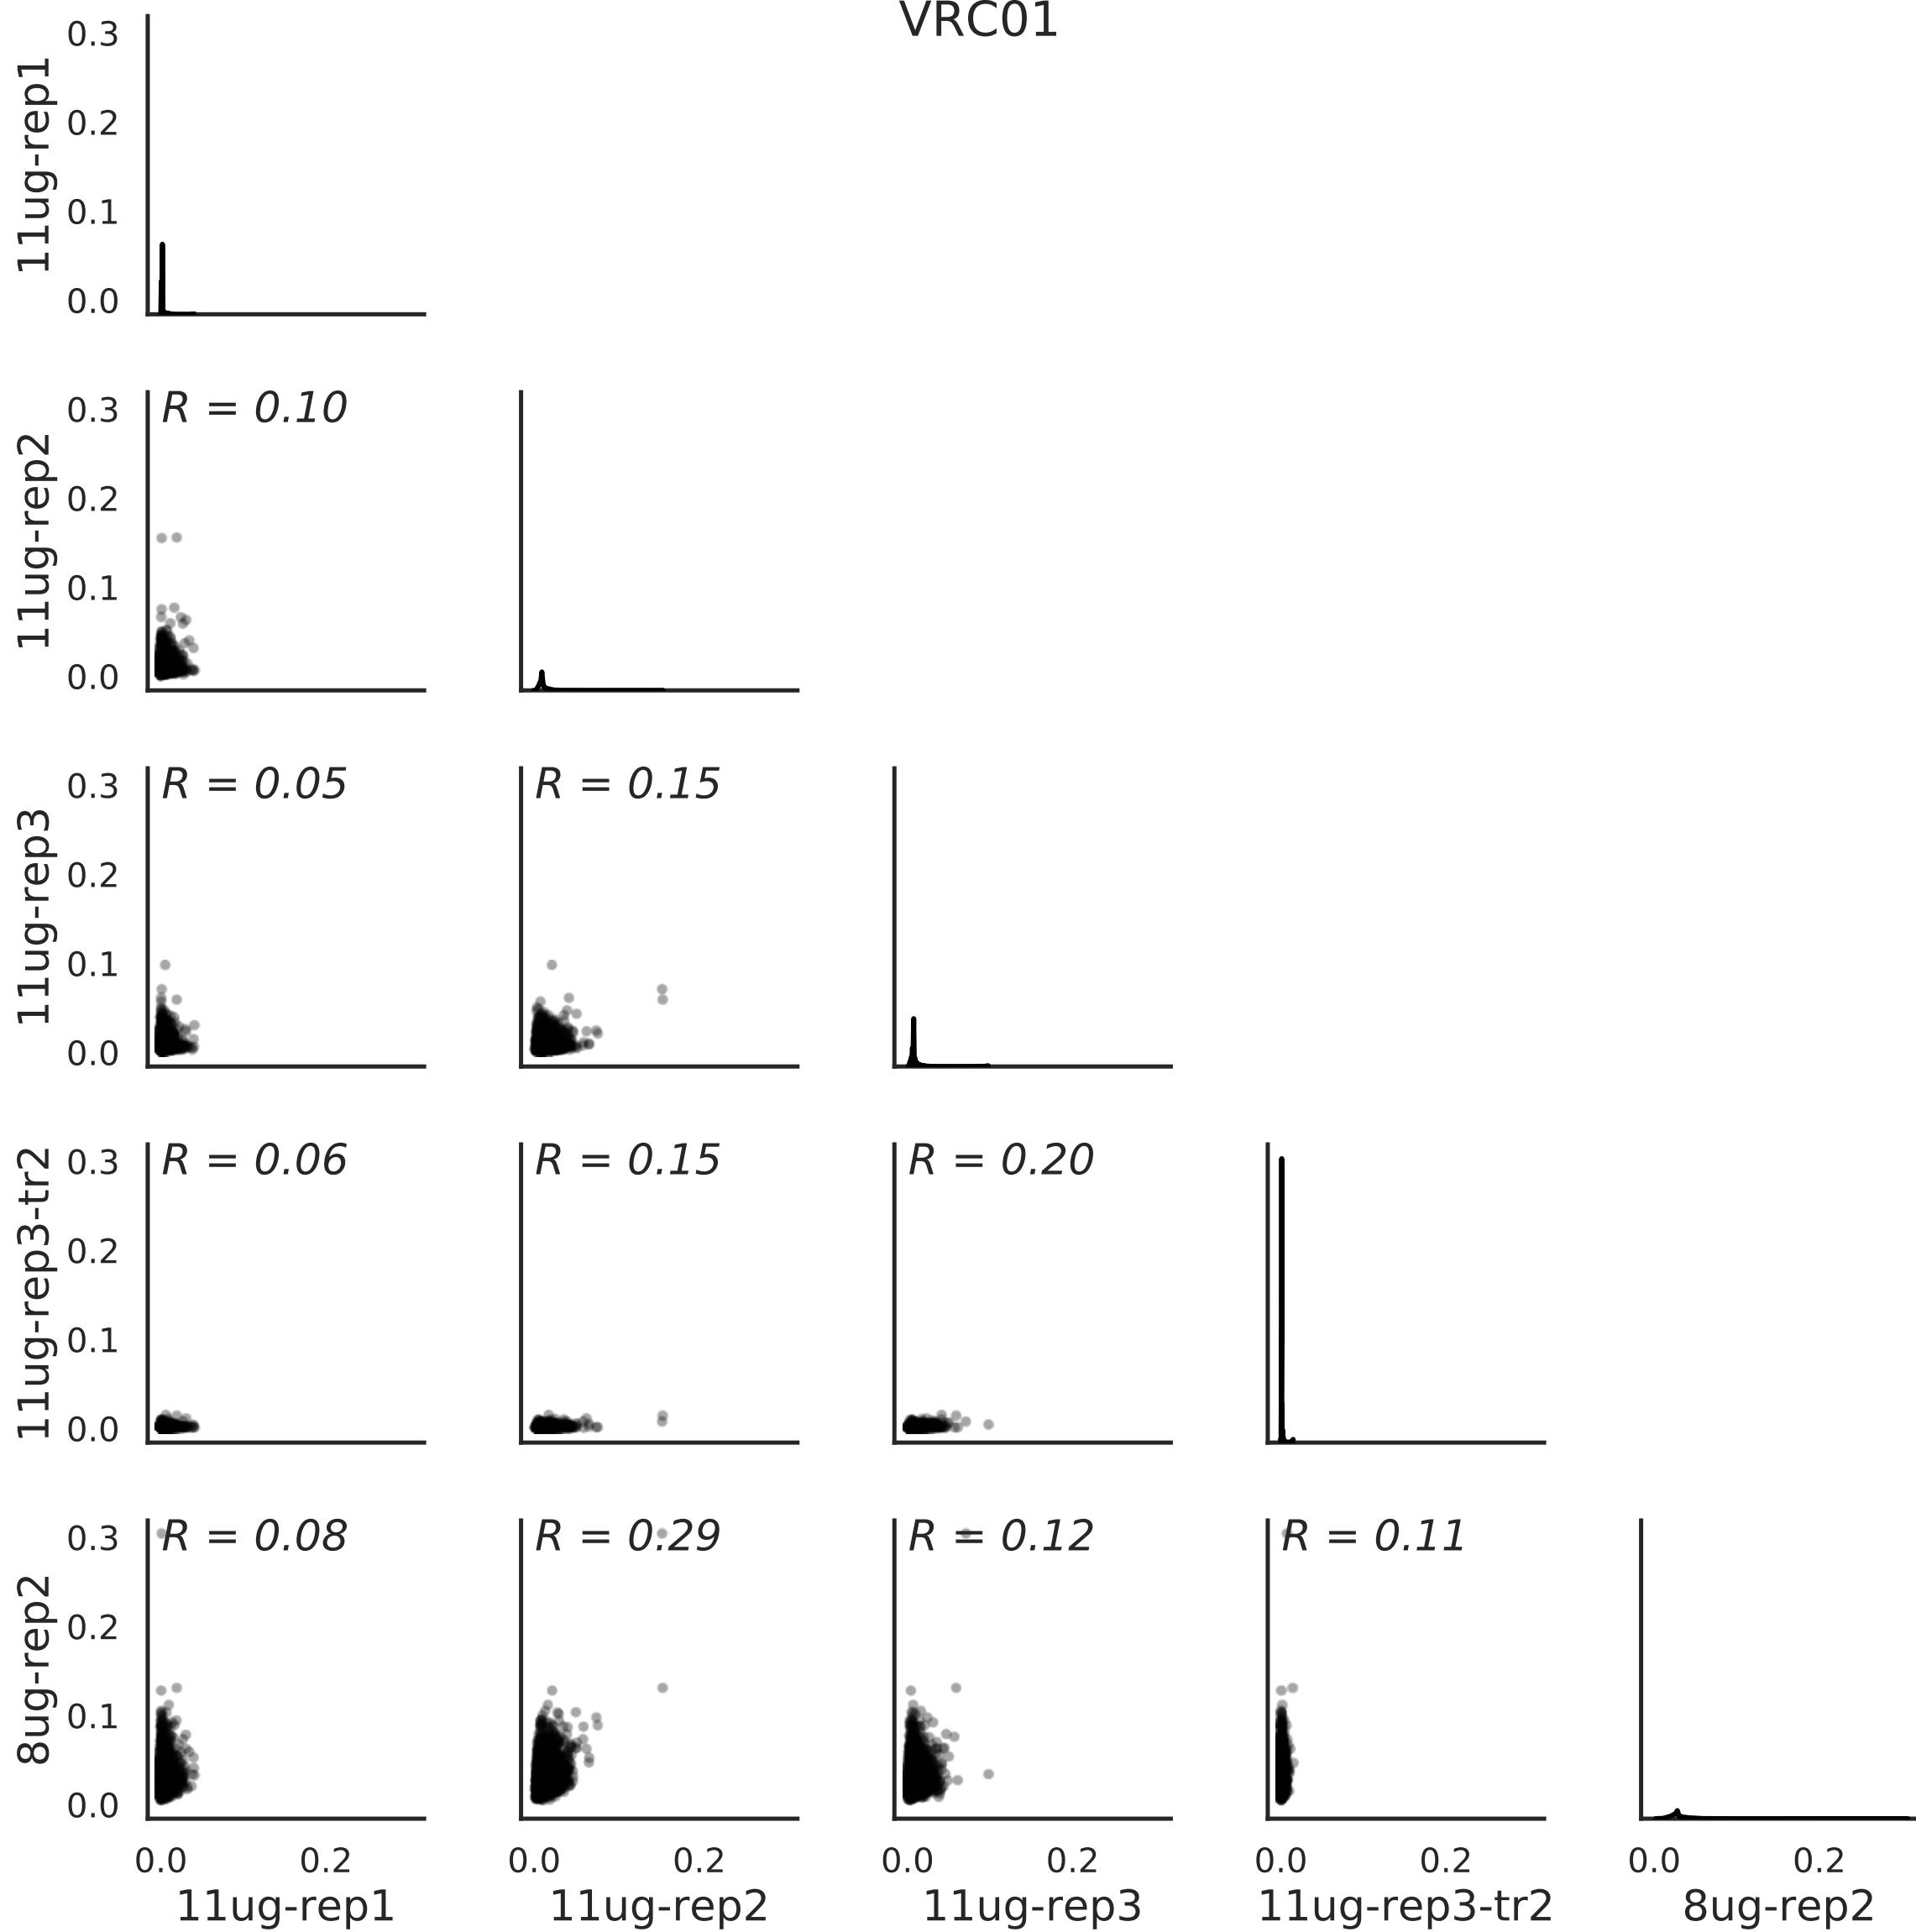 VRC01
11ug-rep1
0.3
0.2
0.1
0.0
11ug-rep2
0.3
0.2
0.1
0.0
R = 0.10
11ug-rep3
0.3
0.2
0.1
0.0
R = 0.05
R = 0.15
11ug-rep3-tr2
0.3
0.2
0.1
0.0
R = 0.06
R = 0.15
R = 0.20
8ug-rep2
0.3
0.2
0.1
0.0
R = 0.08
R = 0.29
R = 0.12
R = 0.11
0.0 0.2
0.0 0.2
0.0 0.2
0.0 0.2
0.0 0.2
11ug-rep1
11ug-rep2
11ug-rep3
11ug-rep3-tr2
8ug-rep2